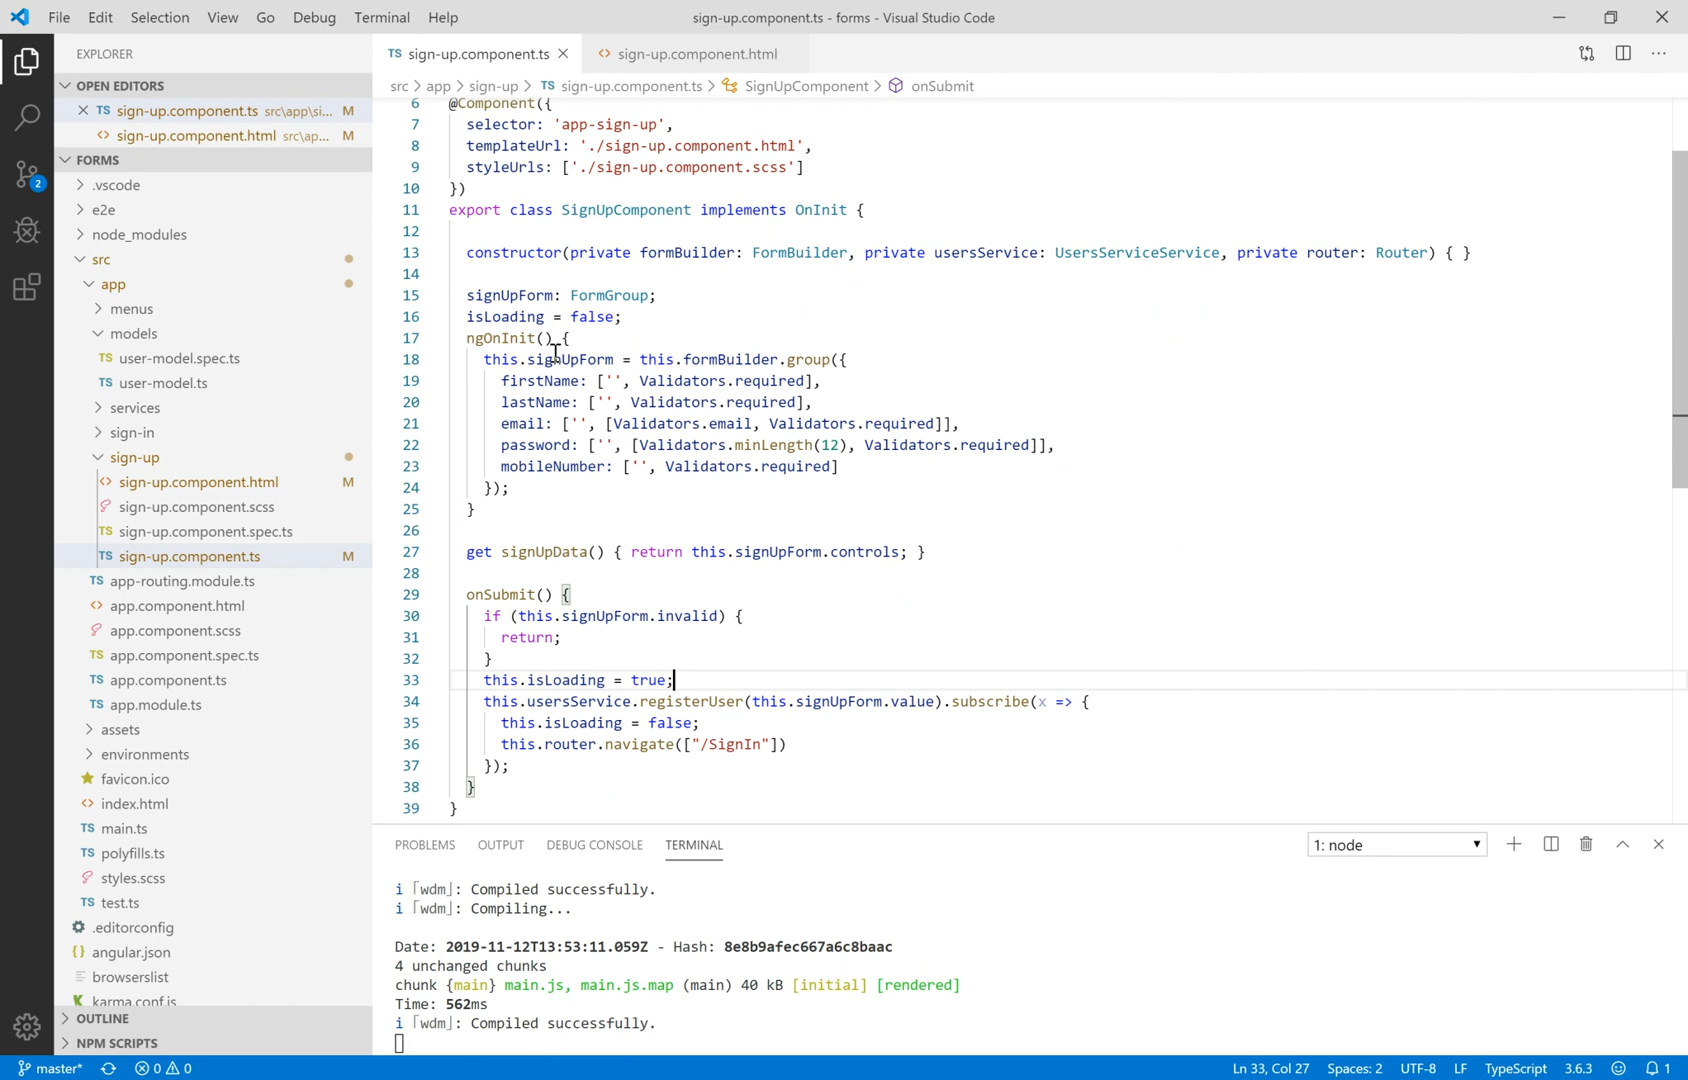 File Edit Selection View Go Debug Terminal Help
sign-up.component.ts - forms - Visual Studio Code
EXPLORER
OPEN EDITORS
TS sign-up.component.ts src\app\si... M
sign-up.component.html src\ap... M
FORMS
.vscode
e2e
node_modules
src
app
menus
models
TS user-model.spec.ts
TS user-model.ts
services
sign-in
sign-up
sign-up.component.html M
sign-up.component.scss
TS sign-up.component.spec.ts
TS sign-up.component.ts M
TS app-routing.module.ts
app.component.html
app.component.scss
TS app.component.spec.ts
TS app.component.ts
TS app.module.ts
assets
environments
favicon.ico
index.html
TS main.ts
TS polyfills.ts
styles.scss
TS test.ts
.editorconfig
angular.json
browserslist
karma.conf.js
OUTLINE
NPM SCRIPTS
2
TS sign-up.component.ts
sign-up.component.html
src > app > sign-up > TS sign-up.component.ts > SignUpComponent > onSubmit
6 @Component({
7 selector: 'app-sign-up',
8 templateUrl: './sign-up.component.html',
9 styleUrls: ['./sign-up.component.scss']
10 })
11 export class SignUpComponent implements OnInit {
12
13 constructor(private formBuilder: FormBuilder, private usersService: UsersServiceService, private router: Router) { }
14
15 signUpForm: FormGroup;
16 isLoading = false;
17 ngOnInit() {
18 this.signUpForm = this.formBuilder.group({
19 firstName: ['', Validators.required],
20 lastName: ['', Validators.required],
21 email: ['', [Validators.email, Validators.required]],
22 password: ['', [Validators.minLength(12), Validators.required]],
23 mobileNumber: ['', Validators.required]
24 });
25 }
26
27 get signUpData() { return this.signUpForm.controls; }
28
29 onSubmit() {
30 if (this.signUpForm.invalid) {
31 return;
32 }
33 this.isLoading = true;
34 this.usersService.registerUser(this.signUpForm.value).subscribe(x => {
35 this.isLoading = false;
36 this.router.navigate(["/SignIn"])
37 });
38 }
39 }
PROBLEMS OUTPUT DEBUG CONSOLE TERMINAL 1: node
i ｢wdm｣: Compiled successfully.
i ｢wdm｣: Compiling...
Date: 2019-11-12T13:53:11.059Z - Hash: 8e8b9afec667a6c8baac
4 unchanged chunks
chunk {main} main.js, main.js.map (main) 40 kB [initial] [rendered]
Time: 562ms
i ｢wdm｣: Compiled successfully.
master* 0 0 Ln 33, Col 27 Spaces: 2 UTF-8 LF TypeScript 3.6.3 1